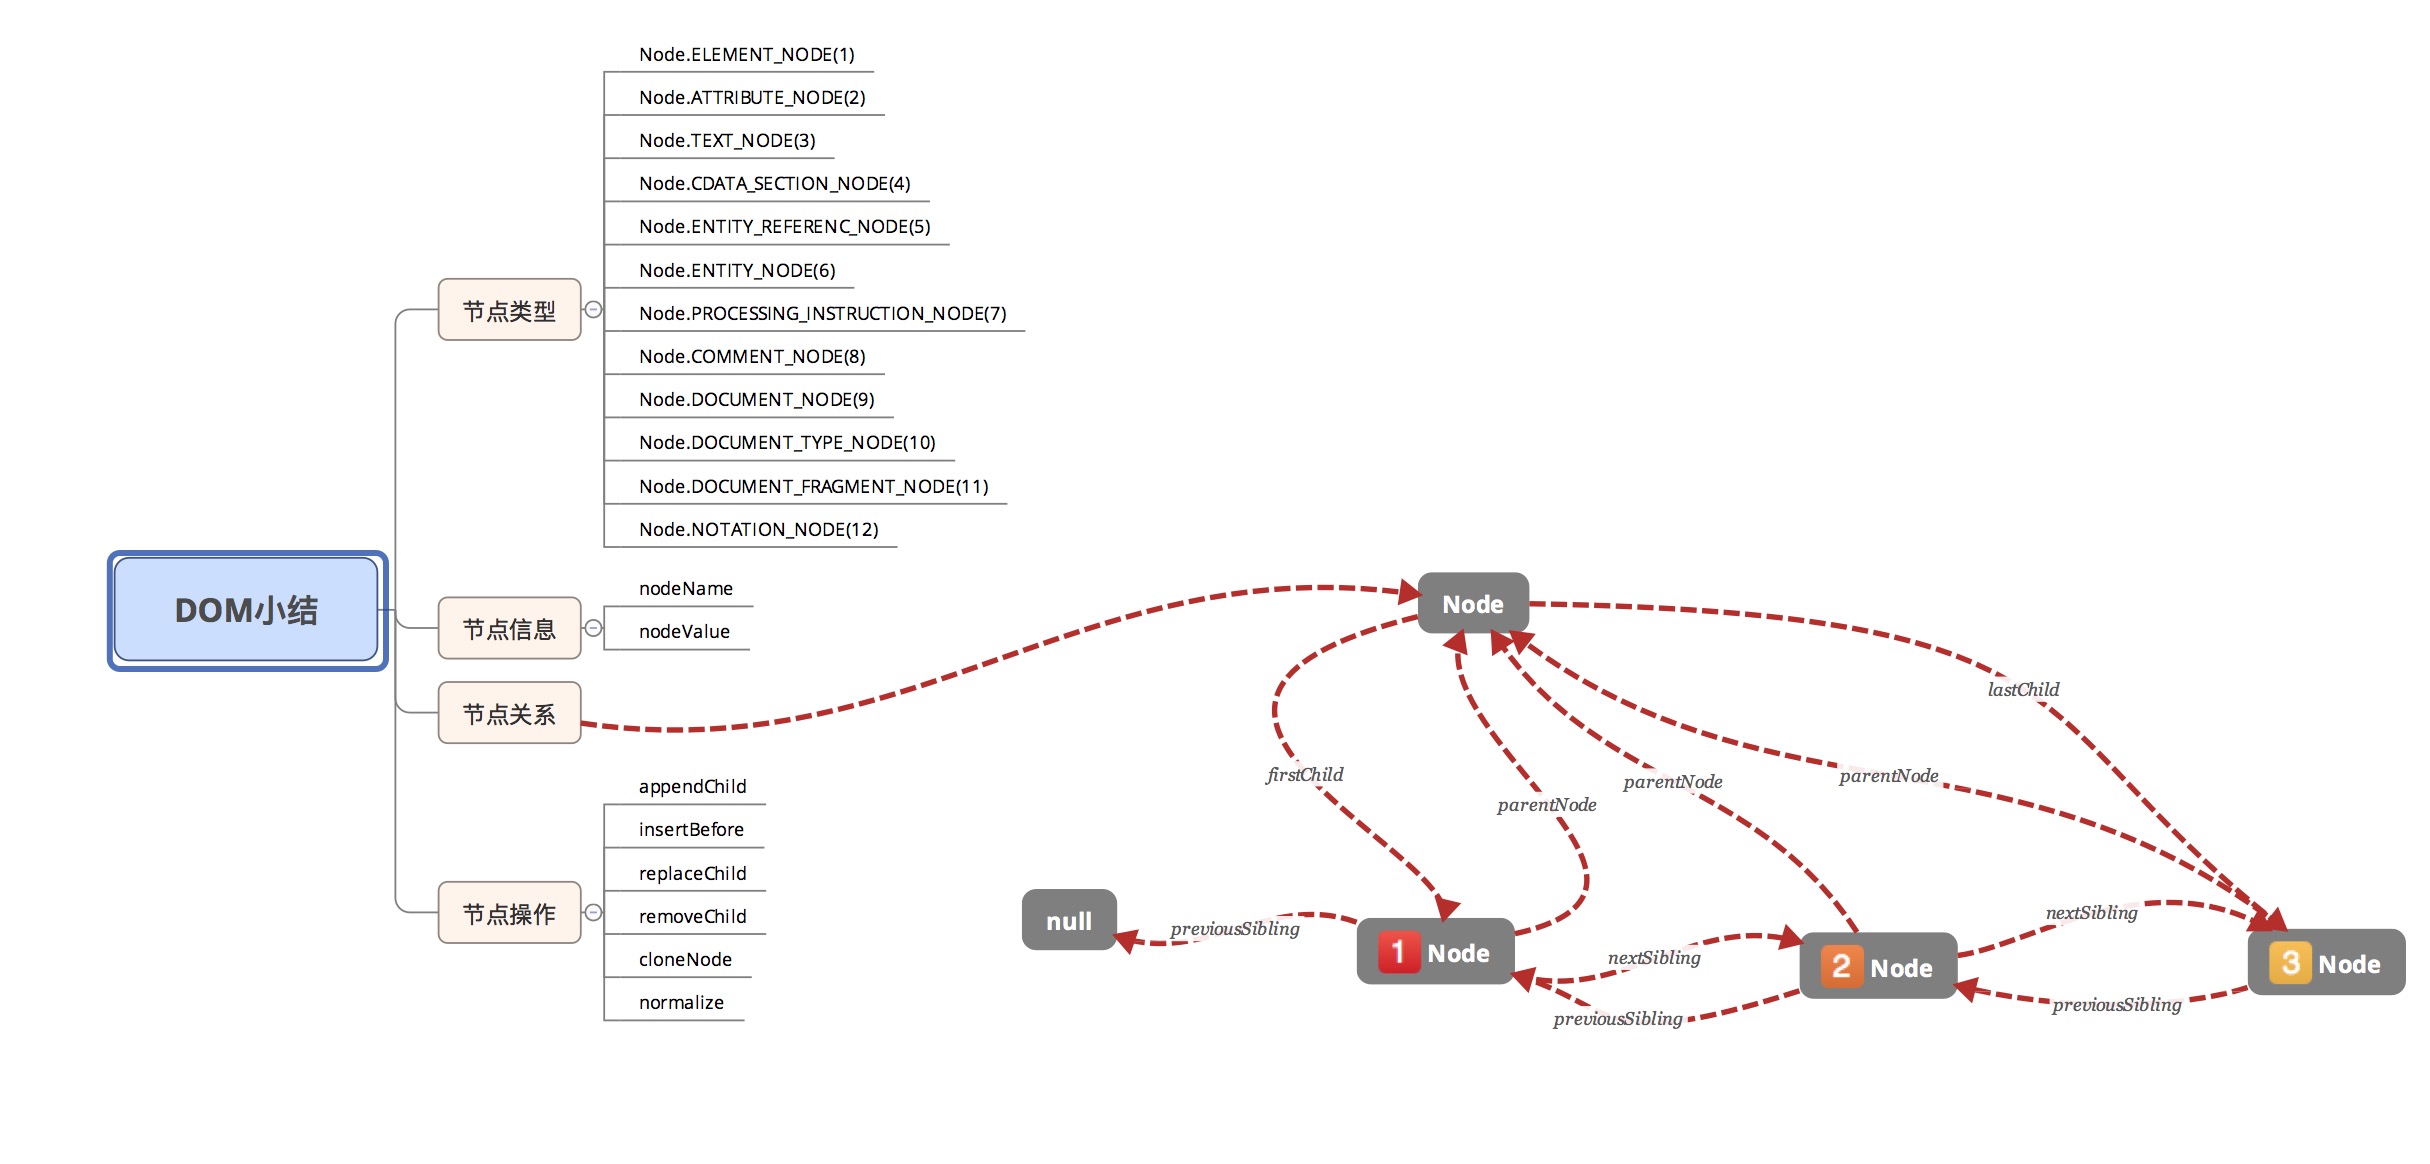 DOM小结
节点类型
Node.ELEMENT_NODE(1)
Node.ATTRIBUTE_NODE(2)
Node.TEXT_NODE(3)
Node.CDATA_SECTION_NODE(4)
Node.ENTITY_REFERENC_NODE(5)
Node.ENTITY_NODE(6)
Node.PROCESSING_INSTRUCTION_NODE(7)
Node.COMMENT_NODE(8)
Node.DOCUMENT_NODE(9)
Node.DOCUMENT_TYPE_NODE(10)
Node.DOCUMENT_FRAGMENT_NODE(11)
Node.NOTATION_NODE(12)
节点信息
nodeName
nodeValue
节点关系
节点操作
appendChild
insertBefore
replaceChild
removeChild
cloneNode
normalize
Node
lastChild
firstChild
parentNode
parentNode
parentNode
null
previousSibling
1 Node
nextSibling
previousSibling
2 Node
nextSibling
previousSibling
3 Node